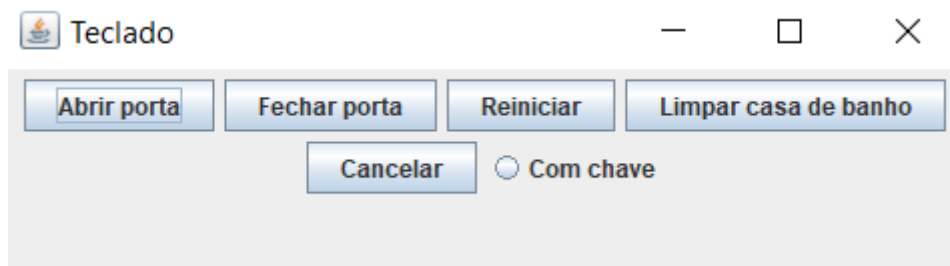 Teclado
Abrir porta Fechar porta Reiniciar Limpar casa de banho
Cancelar Com chave